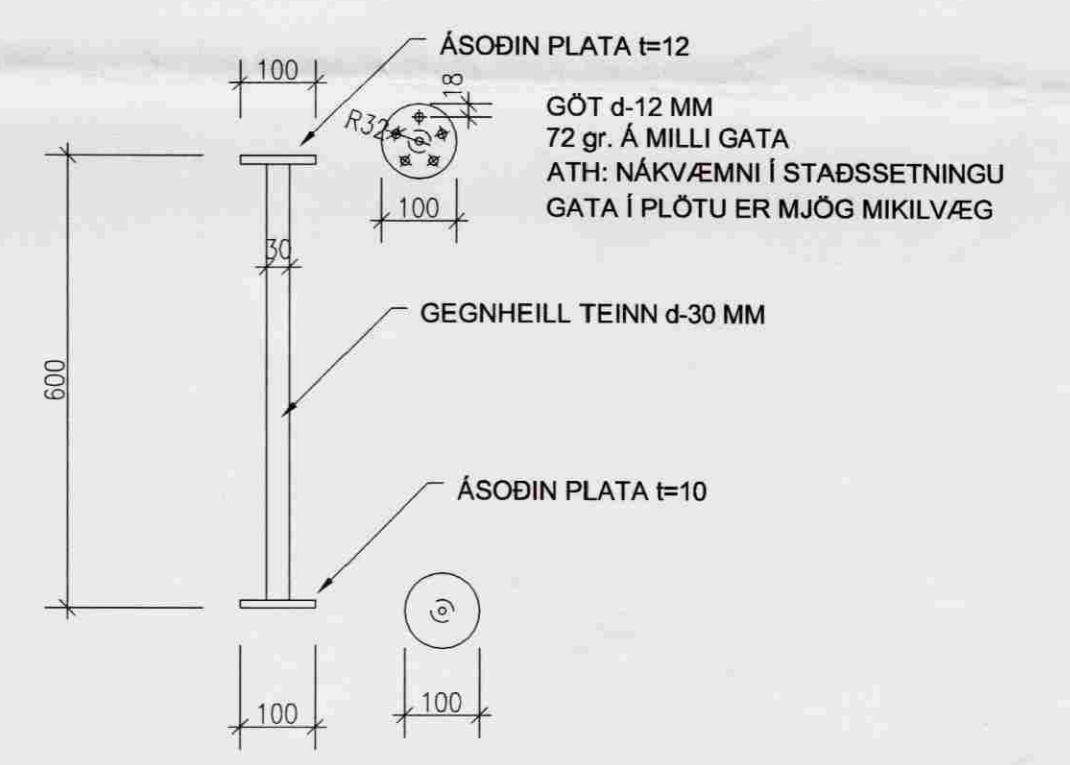 ÁSOÐIN PLATA t=12
100
18
R32
GÖT d-12 MM
72 gr. Á MILLI GATA
ATH: NÁKVÆMNI Í STAÐSSETNINGU
GATA Í PLÖTU ER MJÖG MIKILVÆG
100
30
GEGNHEILL TEINN d-30 MM
600
ÁSOÐIN PLATA t=10
100
100